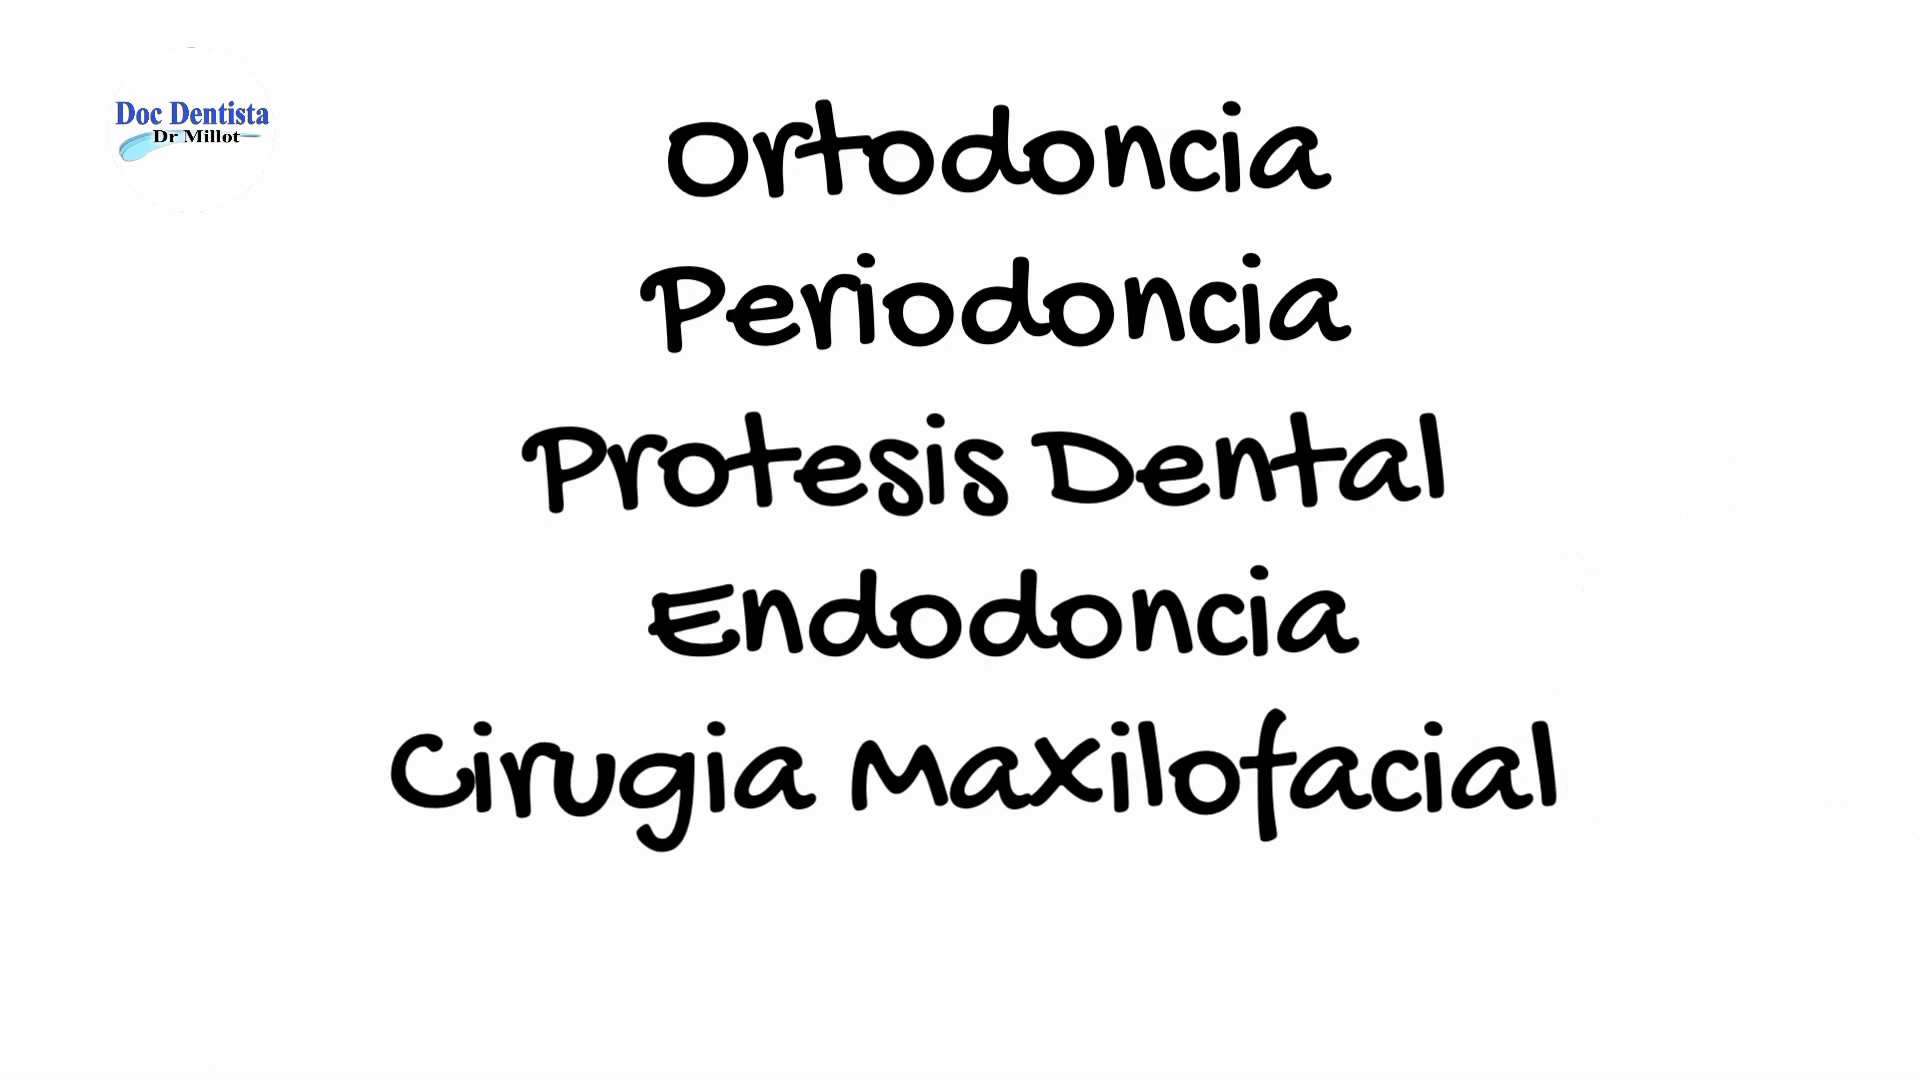 Doc Dentista
Dr Millot
Ortodoncia
Periodoncia
Protesis Dental
Endodoncia
Cirugia Maxilofacial